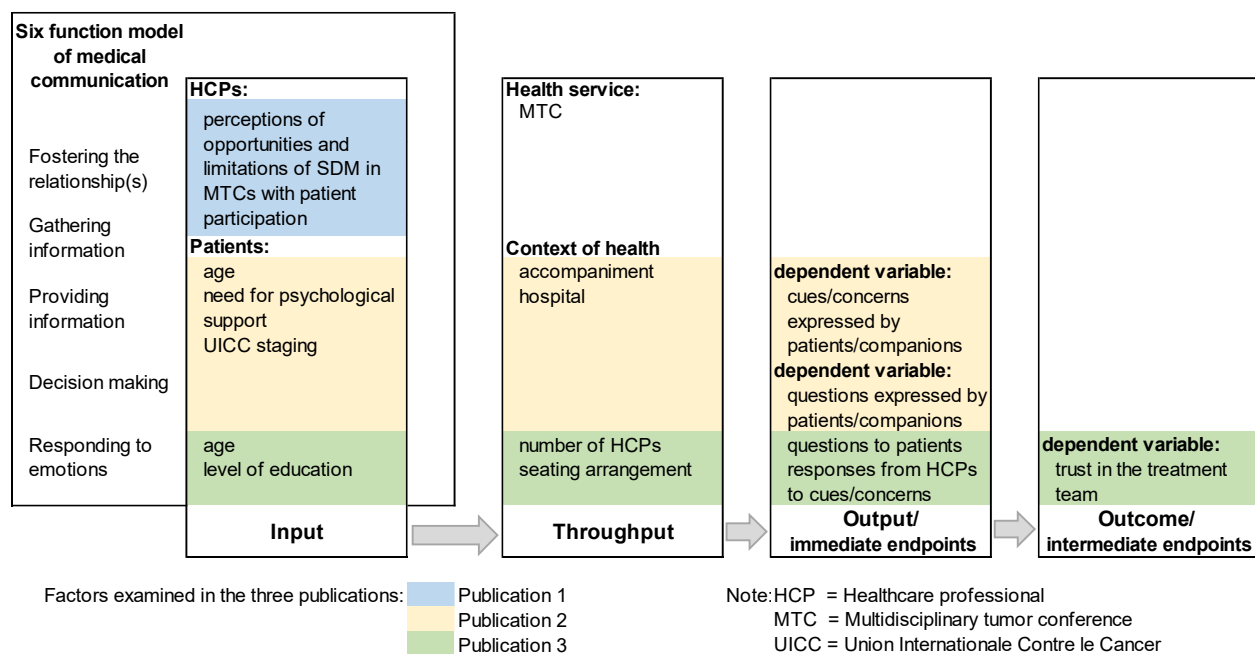 Six function model
of medical
communication
Fostering the
relationship(s)
Gathering
information
Providing
information
Decision making
Responding to
emotions
HCPs:
perceptions of
opportunities and
limitations of SDM in
MTCs with patient
participation
Patients:
age
need for psychological
support
UICC staging
age
level of education
Input
Health service:
MTC
Context of health
accompaniment
hospital
number of HCPs
seating arrangement
Throughput
dependent variable:
cues/concerns
expressed by
patients/companions
dependent variable:
questions expressed by
patients/companions
questions to patients
responses from HCPs
to cues/concerns
Output/
immediate endpoints
dependent variable:
trust in the treatment
team
Outcome/
intermediate endpoints
Factors examined in the three publications:
Publication 1
Publication 2
Publication 3
Note: HCP = Healthcare professional
MTC = Multidisciplinary tumor conference
UICC = Union Internationale Contre le Cancer